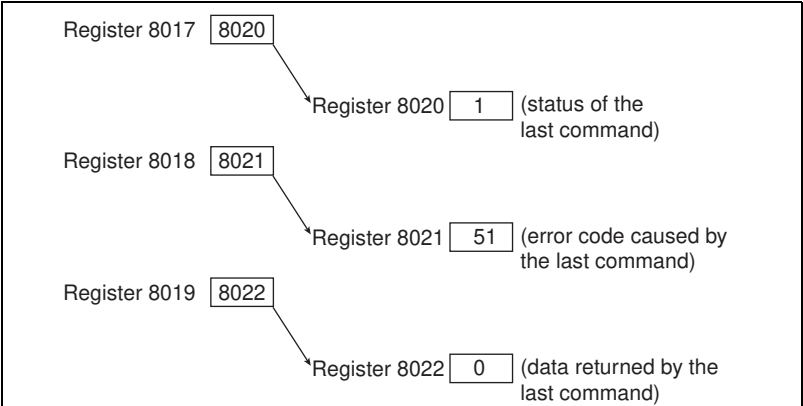 Register 8017 8020
Register 8020 1 (status of the
last command)
Register 8018 8021
Register 8021 51 (error code caused by
the last command)
Register 8019 8022
Register 8022 0 (data returned by the
last command)